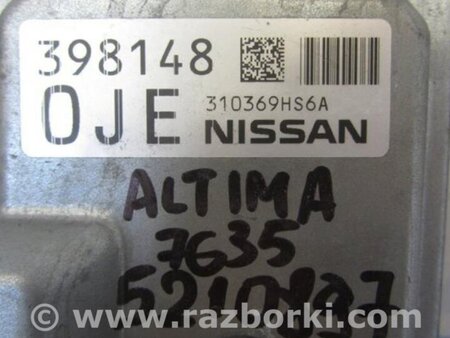 398148
310369HS6A
OJE NISSAN
ALTIMA
7635
www.razborki.com